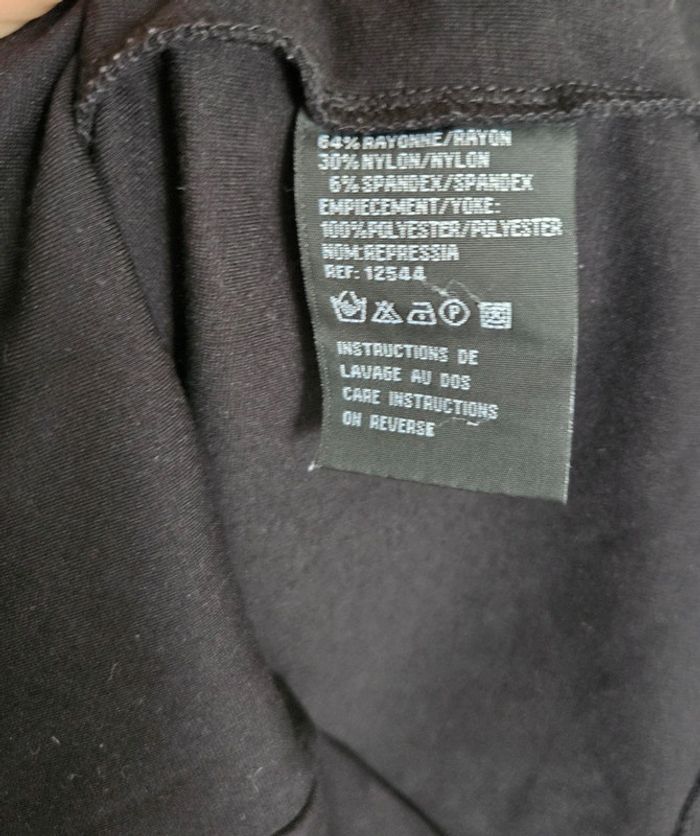 64% RAYONNE/RAYON
30% NYLON/NYLON
6% SPANDEX/SPANDEX
EMPIECEMENT/YOKE:
100%POLYESTER/POLYESTER
NOM:REPRESSIA
REF: 12544
P
INSTRUCTIONS DE
LAVAGE AU DOS
CARE INSTRUCTIONS
ON REVERSE